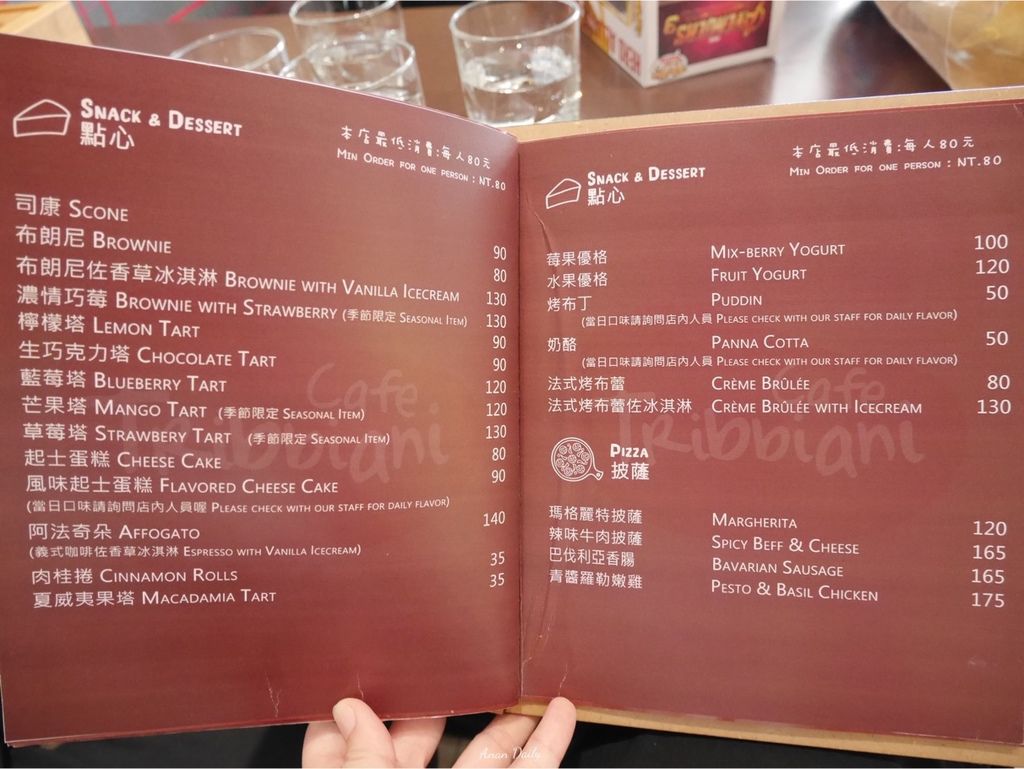 SNACK & DESSERT
點心
本店最低消費:每人80元
MIN ORDER FOR ONE PERSON : NT.80
司康 SCONE 90
布朗尼 BROWNIE 80
布朗尼佐香草冰淇淋 BROWNIE WITH VANILLA ICECREAM 130
濃情巧莓 BROWNIE WITH STRAWBERRY (季節限定 SEASONAL ITEM) 130
檸檬塔 LEMON TART 90
生巧克力塔 CHOCOLATE TART 90
藍莓塔 BLUEBERRY TART 120
芒果塔 MANGO TART (季節限定 SEASONAL ITEM) 120
草莓塔 STRAWBERY TART (季節限定 SEASONAL ITEM) 130
起士蛋糕 CHEESE CAKE 80
風味起士蛋糕 FLAVORED CHEESE CAKE 90
(當日口味請詢問店內人員喔 PLEASE CHECK WITH OUR STAFF FOR DAILY FLAVOR)
阿法奇朵 AFFOGATO 140
(義式咖啡佐香草冰淇淋 ESPRESSO WITH VANILLA ICECREAM)
肉桂捲 CINNAMON ROLLS 35
夏威夷果塔 MACADAMIA TART 35
Cafe
Tribbiani
SNACK & DESSERT
點心
本店最低消費:每人80元
MIN ORDER FOR ONE PERSON : NT.80
莓果優格 MIX-BERRY YOGURT 100
水果優格 FRUIT YOGURT 120
烤布丁 PUDDIN 50
(當日口味請詢問店內人員 PLEASE CHECK WITH OUR STAFF FOR DAILY FLAVOR)
奶酪 PANNA COTTA 50
(當日口味請詢問店內人員 PLEASE CHECK WITH OUR STAFF FOR DAILY FLAVOR)
法式烤布蕾 CRÈME BRÛLÉE 80
法式烤布蕾佐冰淇淋 CRÈME BRÛLÉE WITH ICECREAM 130
Cafe
Tribbiani
PIZZA
披薩
瑪格麗特披薩 MARGHERITA 120
辣味牛肉披薩 SPICY BEFF & CHEESE 165
巴伐利亞香腸 BAVARIAN SAUSAGE 165
青醬羅勒嫩雞 PESTO & BASIL CHICKEN 175
Anan Daily